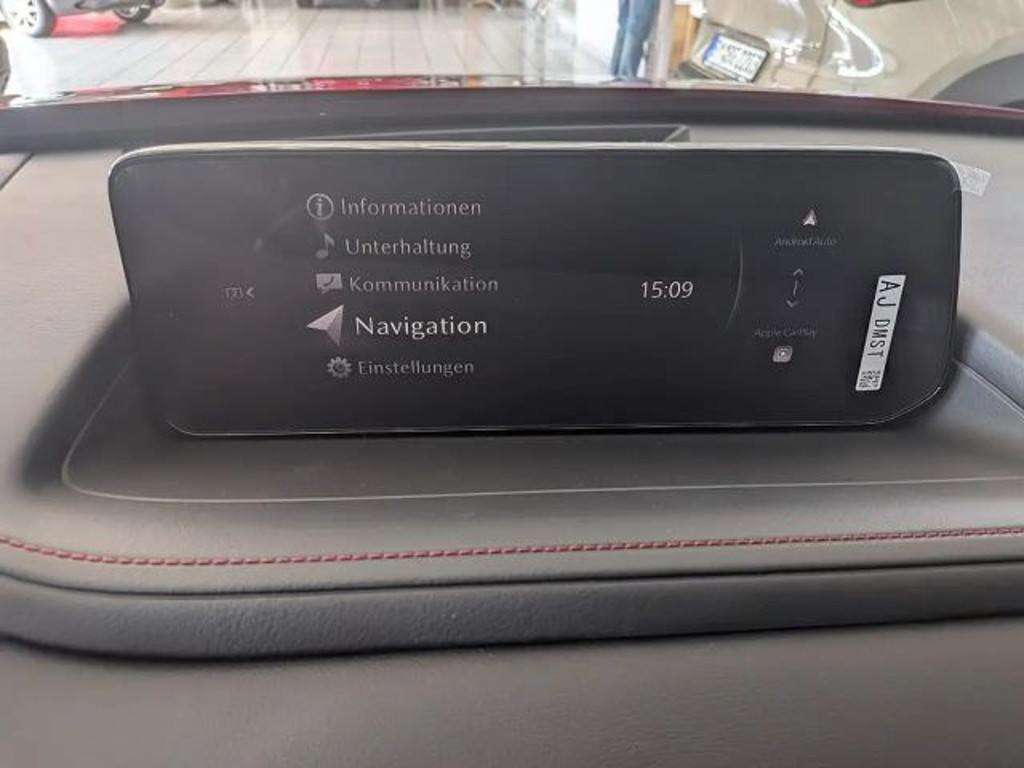 Informationen
Unterhaltung
Kommunikation
Navigation
Einstellungen
15:09
Android Auto
Apple CarPlay
AJ DMST